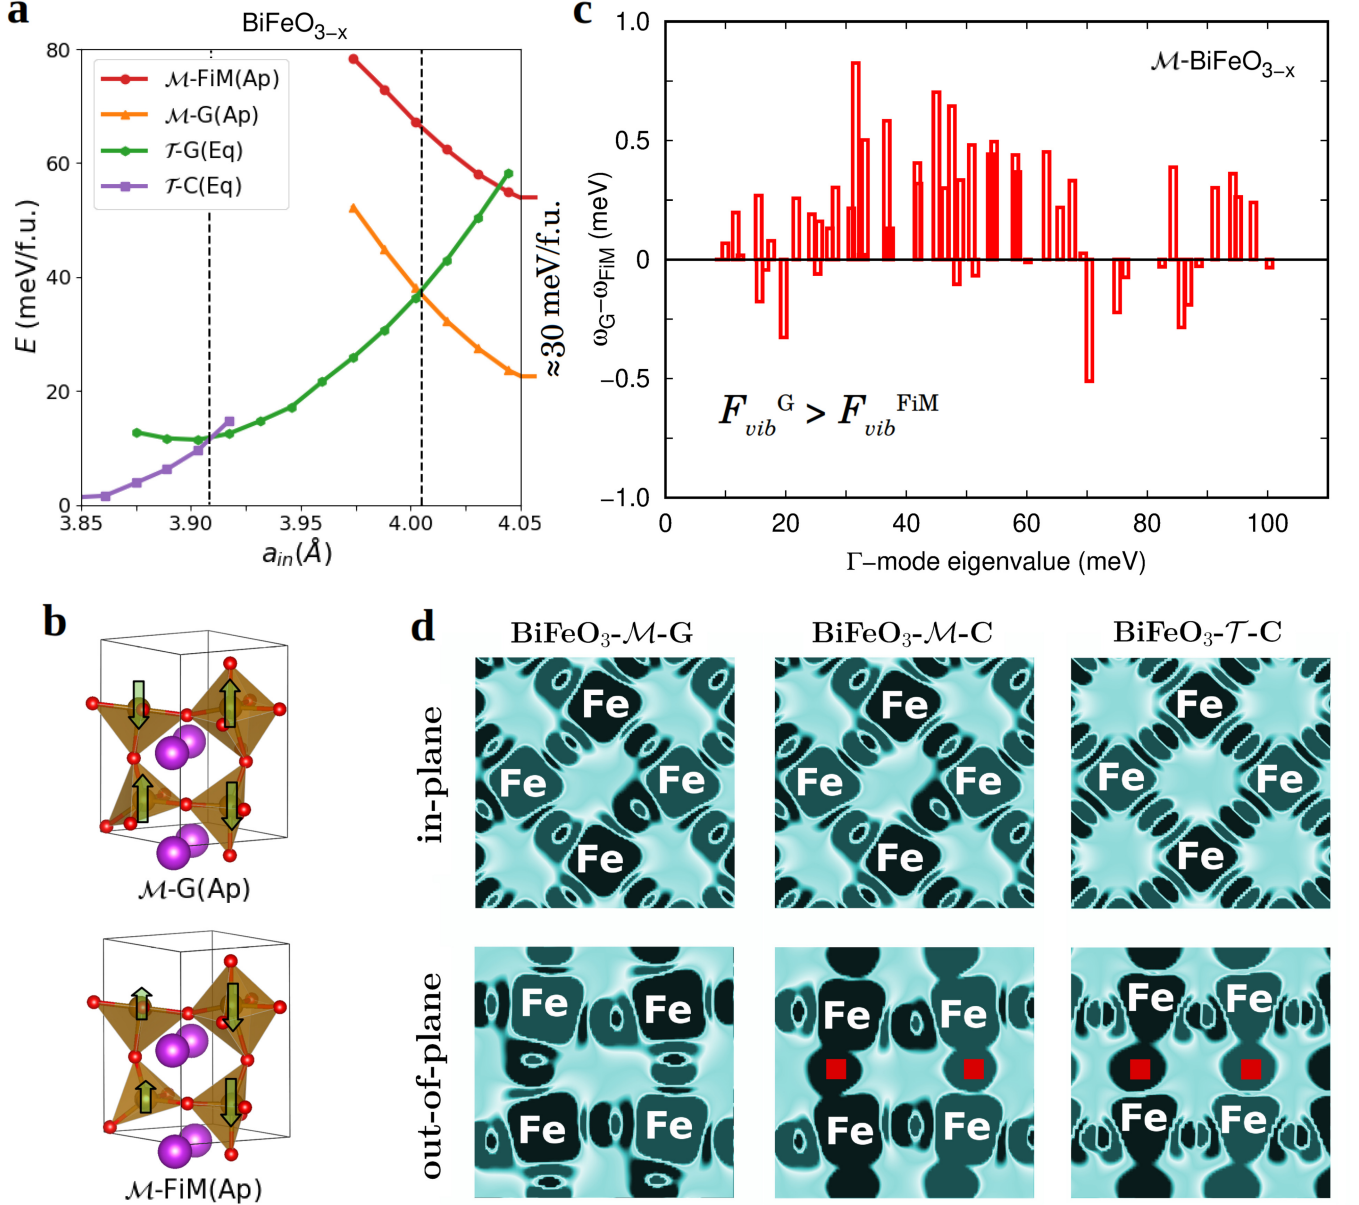 a
BiFeO3−x
80
60
40
20
0
E (meV/f.u.)
ℳ-FiM(Ap)
ℳ-G(Ap)
𝒯-G(Eq)
𝒯-C(Eq)
≈30 meV/f.u.
3.85 3.90 3.95 4.00 4.05
a_in(Å)
c
1.0
0.5
0
−0.5
−1.0
ωG−ωFiM (meV)
ℳ-BiFeO3−x
F_vib^G > F_vib^FiM
0 20 40 60 80 100
Γ−mode eigenvalue (meV)
b
ℳ-G(Ap)
ℳ-FiM(Ap)
d
BiFeO3-ℳ-G BiFeO3-ℳ-C BiFeO3-𝒯-C
in-plane
Fe Fe Fe
Fe Fe Fe Fe Fe Fe
Fe Fe Fe
out-of-plane
Fe Fe Fe Fe Fe Fe
Fe Fe Fe Fe Fe Fe